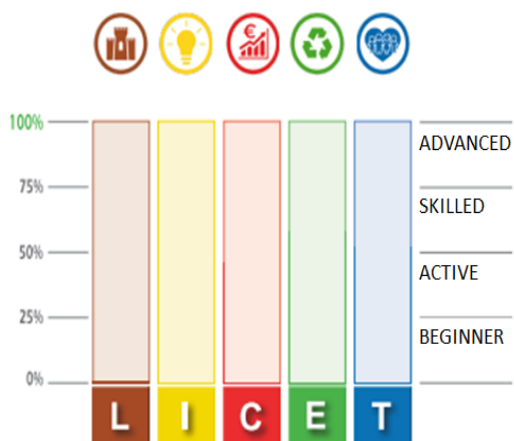 €
100%
ADVANCED
75%
SKILLED
50%
ACTIVE
25%
BEGINNER
0%
L I C E T